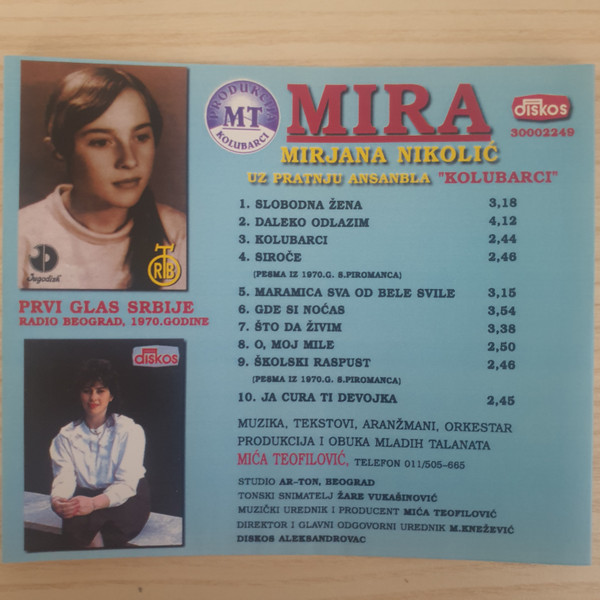 PRODUKCIJA
MT
KOLUBARCI
MIRA
diskos
30002249
MIRJANA NIKOLIĆ
UZ PRATNJU ANSANBLA "KOLUBARCI"
1. SLOBODNA ŽENA 3,18
2. DALEKO ODLAZIM 4,12
3. KOLUBARCI 2,44
4. SIROČE 2,46
(PESMA IZ 1970.G. S.PIROMANCA)
5. MARAMICA SVA OD BELE SVILE 3,15
6. GDE SI NOĆAS 3,54
7. ŠTO DA ŽIVIM 3,38
8. O, MOJ MILE 2,50
9. ŠKOLSKI RASPUST 2,46
(PESMA IZ 1970.G. S.PIROMANCA)
10. JA CURA TI DEVOJKA 2,45
Jugodisk
RTB
PRVI GLAS SRBIJE
RADIO BEOGRAD, 1970.GODINE
diskos
MUZIKA, TEKSTOVI, ARANŽMANI, ORKESTAR
PRODUKCIJA I OBUKA MLADIH TALANATA
MIĆA TEOFILOVIĆ, TELEFON 011/505-665
STUDIO AR-TON, BEOGRAD
TONSKI SNIMATELJ ŽARE VUKAŠINOVIĆ
MUZIČKI UREDNIK I PRODUCENT MIĆA TEOFILOVIĆ
DIREKTOR I GLAVNI ODGOVORNI UREDNIK M.KNEŽEVIĆ
DISKOS ALEKSANDROVAC